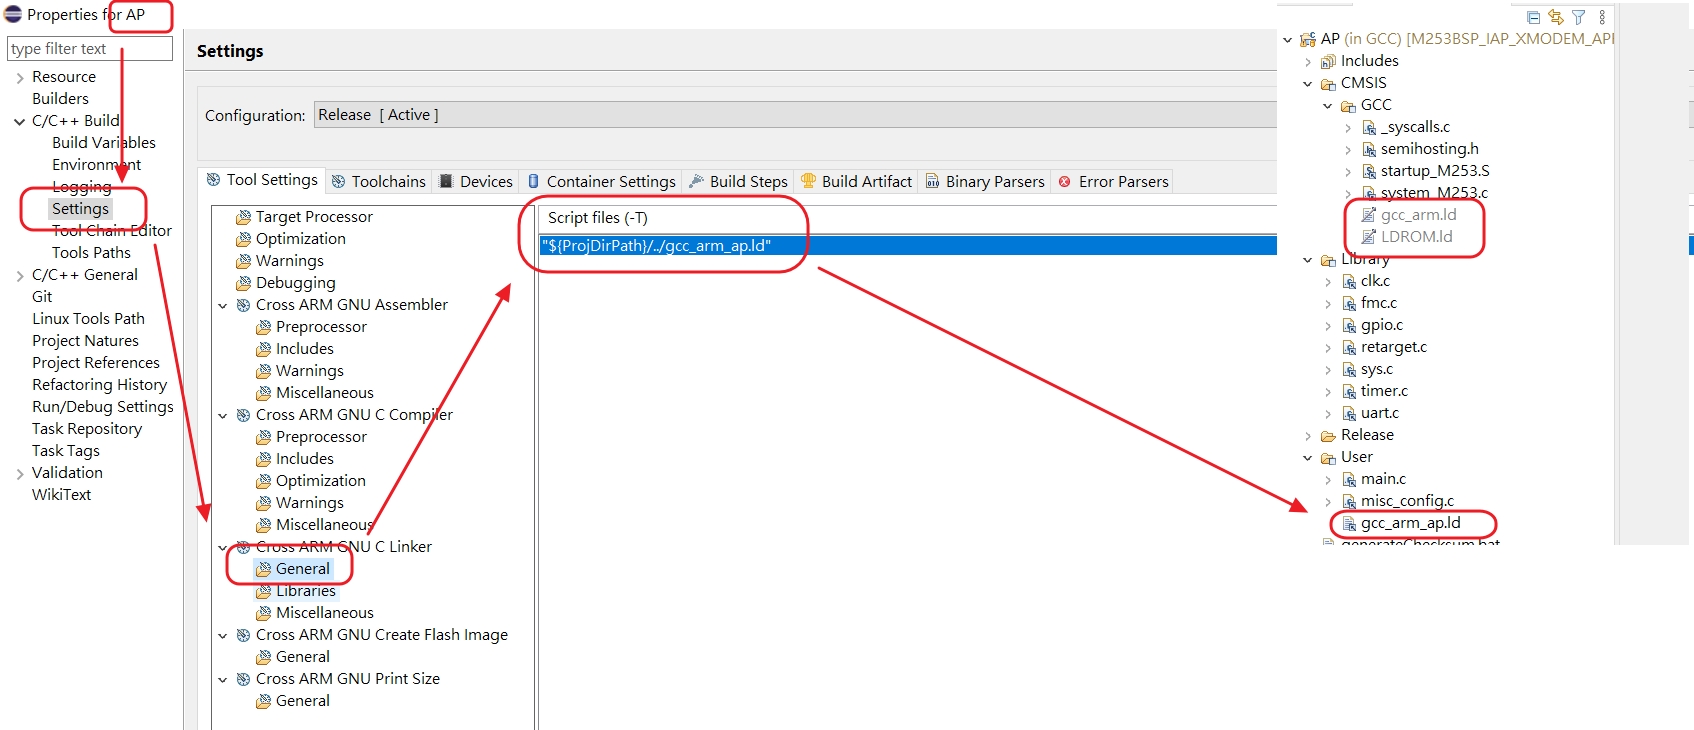 Properties for AP
type filter text
Resource
Builders
C/C++ Build
Build Variables
Environment
Logging
Settings
Tool Chain Editor
Tools Paths
C/C++ General
Git
Linux Tools Path
Project Natures
Project References
Refactoring History
Run/Debug Settings
Task Repository
Task Tags
Validation
WikiText
Settings
Configuration:
Release [ Active ]
Tool Settings
Toolchains
Devices
Container Settings
Build Steps
Build Artifact
Binary Parsers
Error Parsers
Target Processor
Optimization
Warnings
Debugging
Cross ARM GNU Assembler
Preprocessor
Includes
Warnings
Miscellaneous
Cross ARM GNU C Compiler
Preprocessor
Includes
Optimization
Warnings
Miscellaneous
Cross ARM GNU C Linker
General
Libraries
Miscellaneous
Cross ARM GNU Create Flash Image
General
Cross ARM GNU Print Size
General
Script files (-T)
"${ProjDirPath}/../gcc_arm_ap.ld"
AP (in GCC) [M253BSP_IAP_XMODEM_API
Includes
CMSIS
GCC
_syscalls.c
semihosting.h
startup_M253.S
system_M253.c
gcc_arm.ld
LDROM.ld
Library
clk.c
fmc.c
gpio.c
retarget.c
sys.c
timer.c
uart.c
Release
User
main.c
misc_config.c
gcc_arm_ap.ld
generateChecksum.bat